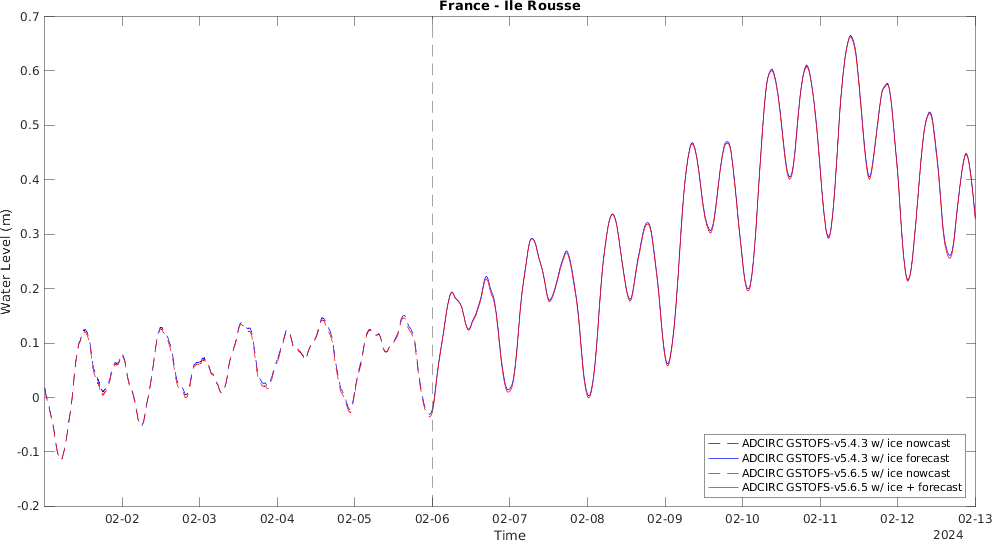 France - Ile Rousse
0.7
0.6
0.5
0.4
0.3
0.2
0.1
0
-0.1
-0.2
Water Level (m)
ADCIRC GSTOFS-v5.4.3 w/ ice nowcast
ADCIRC GSTOFS-v5.4.3 w/ ice forecast
ADCIRC GSTOFS-v5.6.5 w/ ice nowcast
ADCIRC GSTOFS-v5.6.5 w/ ice + forecast
02-02 02-03 02-04 02-05 02-06 02-07 02-08 02-09 02-10 02-11 02-12 02-13
Time
2024